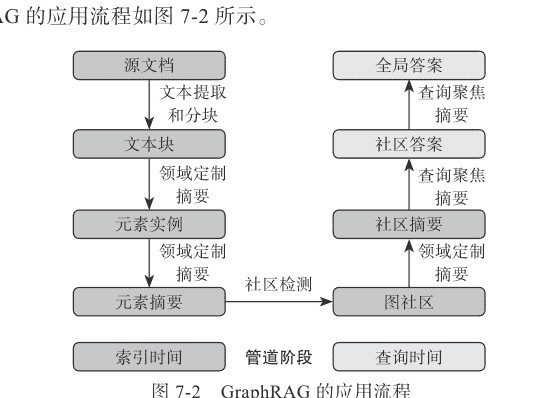 AG 的应用流程如图 7-2 所示。
源文档
文本提取
和分块
文本块
领域定制
摘要
元素实例
领域定制
摘要
元素摘要
社区检测
全局答案
查询聚焦
摘要
社区答案
查询聚焦
摘要
社区摘要
领域定制
摘要
图社区
索引时间
管道阶段
查询时间
图 7-2 GraphRAG 的应用流程